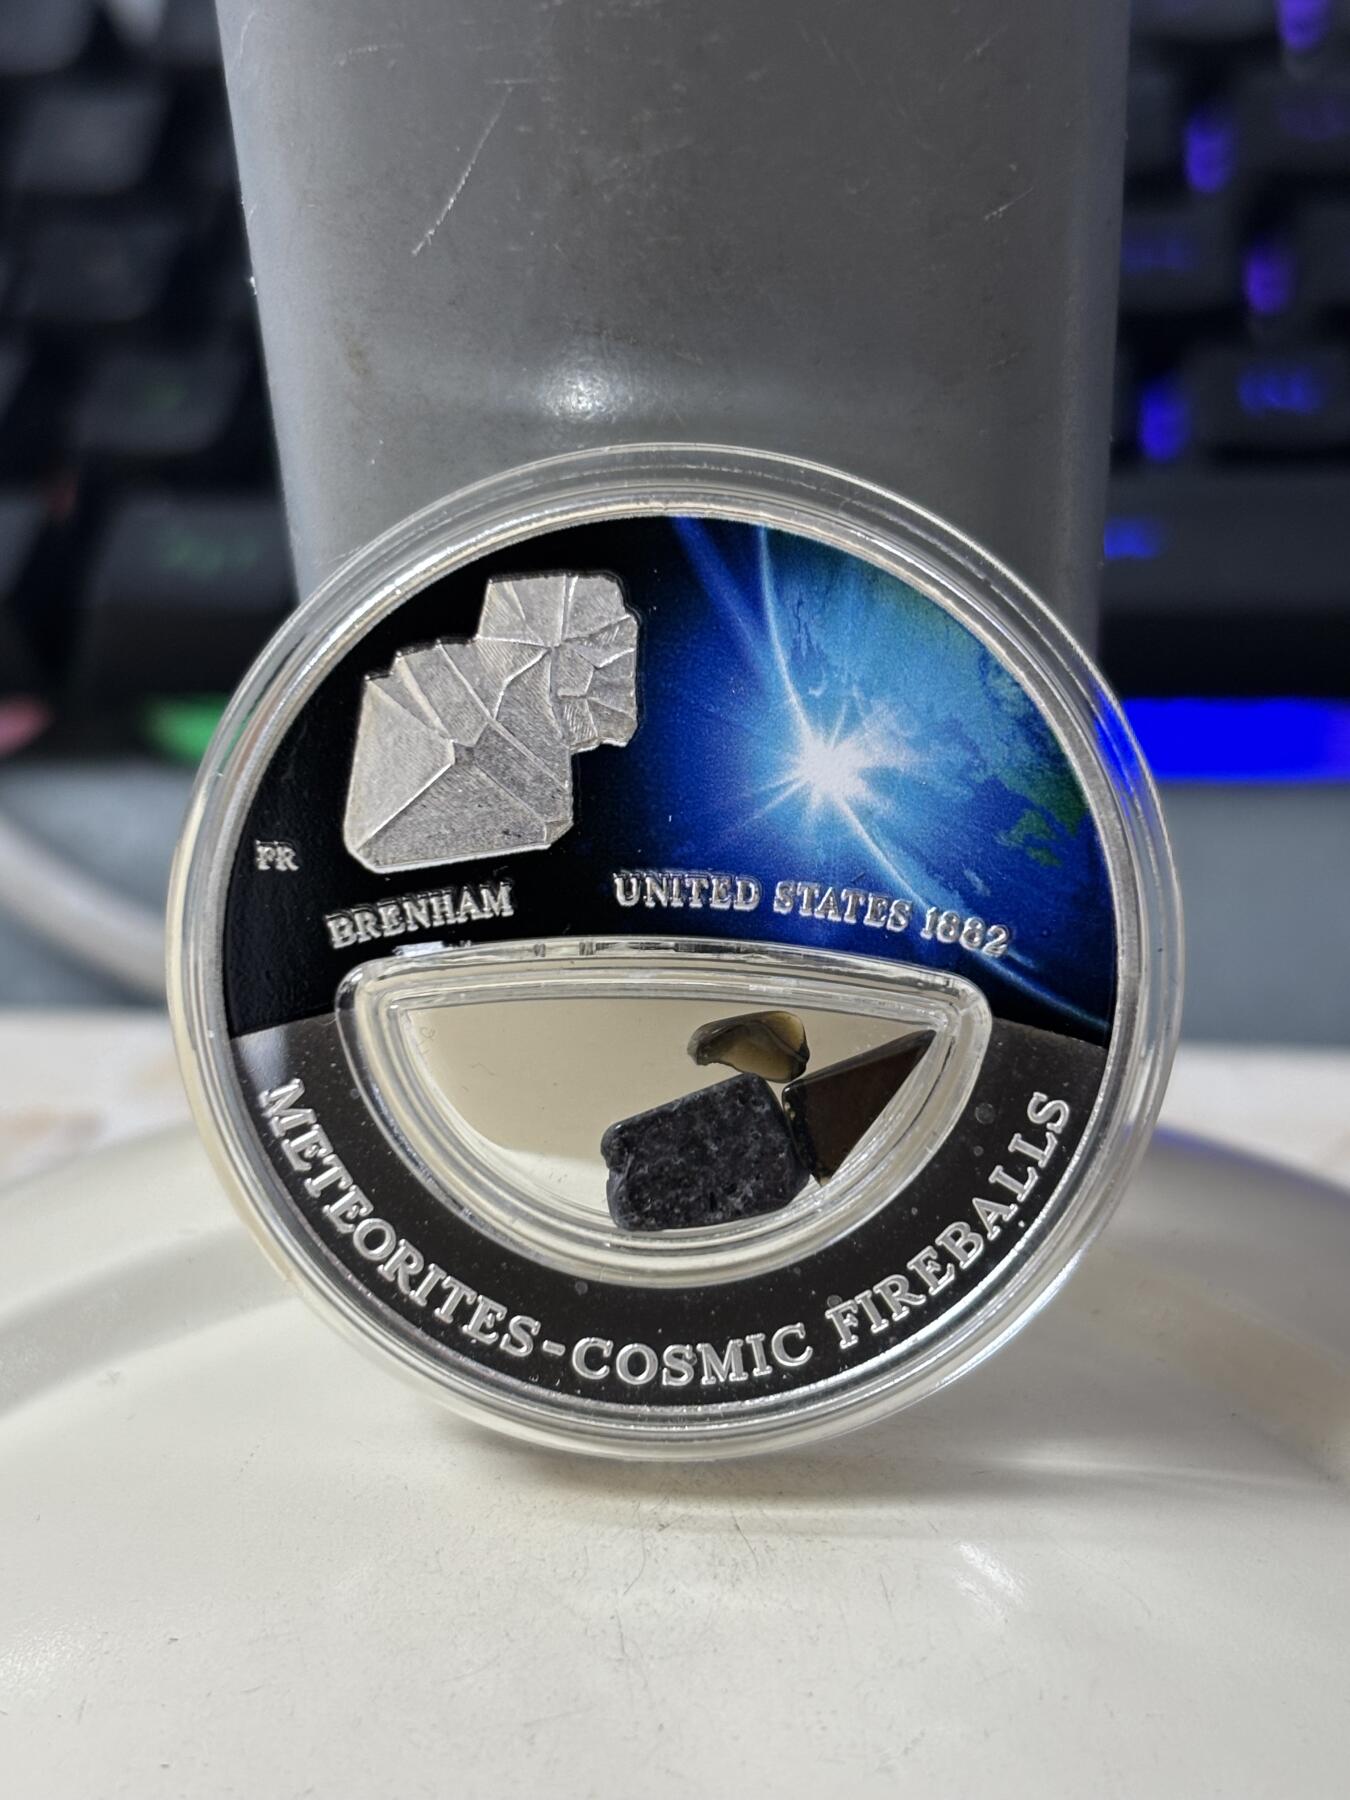 PR
BRENHAM
UNITED STATES 1882
METEORITES-COSMIC FIREBALLS